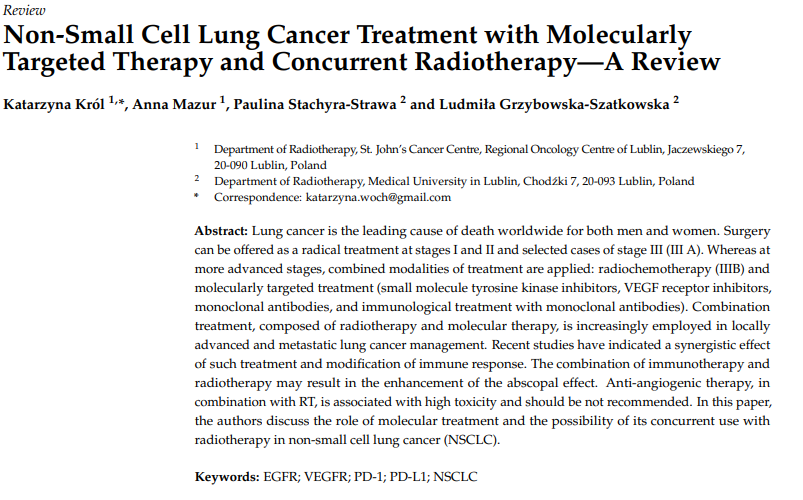 Review
Non-Small Cell Lung Cancer Treatment with Molecularly
Targeted Therapy and Concurrent Radiotherapy—A Review
Katarzyna Król 1,*, Anna Mazur 1, Paulina Stachyra-Strawa 2 and Ludmiła Grzybowska-Szatkowska 2
1 Department of Radiotherapy, St. John's Cancer Centre, Regional Oncology Centre of Lublin, Jaczewskiego 7,
20-090 Lublin, Poland
2 Department of Radiotherapy, Medical University in Lublin, Chodźki 7, 20-093 Lublin, Poland
* Correspondence: katarzyna.woch@gmail.com
Abstract: Lung cancer is the leading cause of death worldwide for both men and women. Surgery
can be offered as a radical treatment at stages I and II and selected cases of stage III (III A). Whereas at
more advanced stages, combined modalities of treatment are applied: radiochemotherapy (IIIB) and
molecularly targeted treatment (small molecule tyrosine kinase inhibitors, VEGF receptor inhibitors,
monoclonal antibodies, and immunological treatment with monoclonal antibodies). Combination
treatment, composed of radiotherapy and molecular therapy, is increasingly employed in locally
advanced and metastatic lung cancer management. Recent studies have indicated a synergistic effect
of such treatment and modification of immune response. The combination of immunotherapy and
radiotherapy may result in the enhancement of the abscopal effect. Anti-angiogenic therapy, in
combination with RT, is associated with high toxicity and should be not recommended. In this paper,
the authors discuss the role of molecular treatment and the possibility of its concurrent use with
radiotherapy in non-small cell lung cancer (NSCLC).
Keywords: EGFR; VEGFR; PD-1; PD-L1; NSCLC